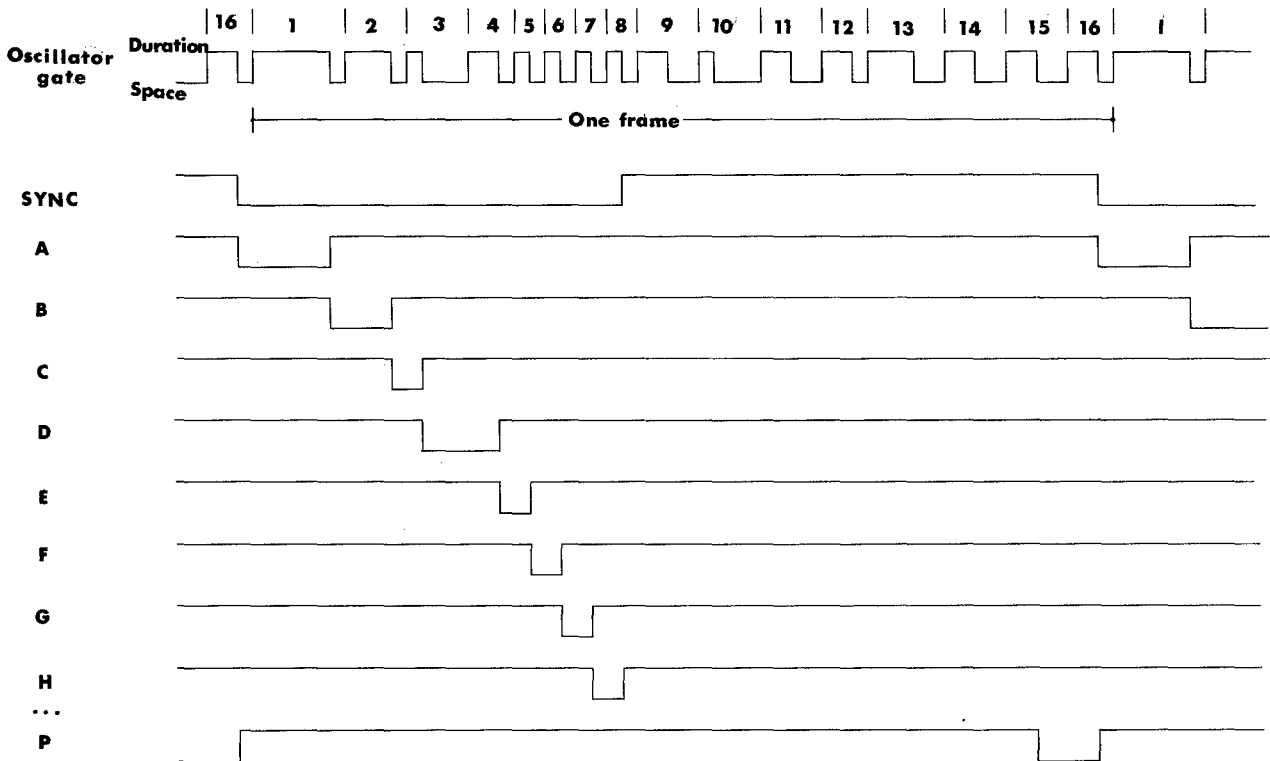 16 1 2 3 4 5 6 7 8 9 10 11 12 13 14 15 16 1
Oscillator gate
Duration
Space
One frame
SYNC
A
B
C
D
E
F
G
H
...
P